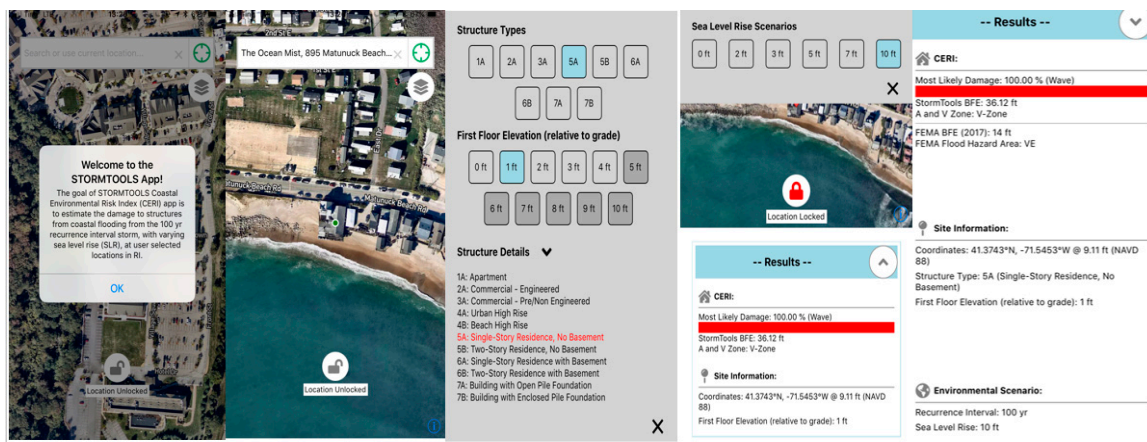 Search or use current location...
Welcome to the
STORMTOOLS App!
The goal of STORMTOOLS Coastal
Environmental Risk Index (CERI) app is
to estimate the damage to structures
from coastal flooding from the 100 yr
recurrence interval storm, with varying
sea level rise (SLR), at user selected
locations in RI.
OK
Location Unlocked
The Ocean Mist, 895 Matunuck Beach...
Matunuck Beach Rd
Location Unlocked
Structure Types
1A 2A 3A 5A 5B 6A
6B 7A 7B
First Floor Elevation (relative to grade)
0 ft 1 ft 2 ft 3 ft 4 ft 5 ft
6 ft 7 ft 8 ft 9 ft 10 ft
Structure Details
1A: Apartment
2A: Commercial - Engineered
3A: Commercial - Pre/Non Engineered
4A: Urban High Rise
4B: Beach High Rise
5A: Single-Story Residence, No Basement
5B: Two-Story Residence, No Basement
6A: Single-Story Residence with Basement
6B: Two-Story Residence with Basement
7A: Building with Open Pile Foundation
7B: Building with Enclosed Pile Foundation
X
Sea Level Rise Scenarios
0 ft 2 ft 3 ft 5 ft 7 ft 10 ft
X
Location Locked
-- Results --
CERI:
Most Likely Damage: 100.00 % (Wave)
StormTools BFE: 36.12 ft
A and V Zone: V-Zone
Site Information:
Coordinates: 41.3743°N, -71.5453°W @ 9.11 ft (NAVD
88)
First Floor Elevation (relative to grade): 1 ft
-- Results --
CERI:
Most Likely Damage: 100.00 % (Wave)
StormTools BFE: 36.12 ft
A and V Zone: V-Zone
FEMA BFE (2017): 14 ft
FEMA Flood Hazard Area: VE
Site Information:
Coordinates: 41.3743°N, -71.5453°W @ 9.11 ft (NAVD
88)
Structure Type: 5A (Single-Story Residence, No
Basement)
First Floor Elevation (relative to grade): 1 ft
Environmental Scenario:
Recurrence Interval: 100 yr
Sea Level Rise: 10 ft